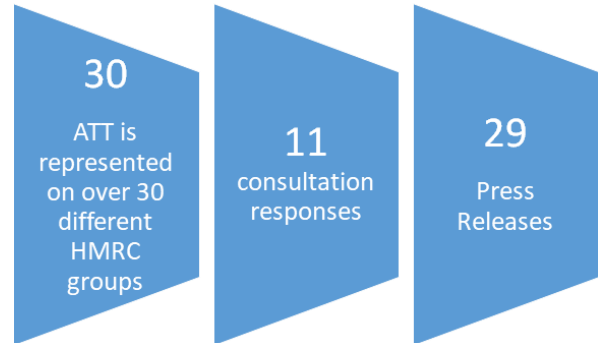 30
ATT is
represented
on over 30
different
HMRC
groups
11
consultation
responses
29
Press
Releases